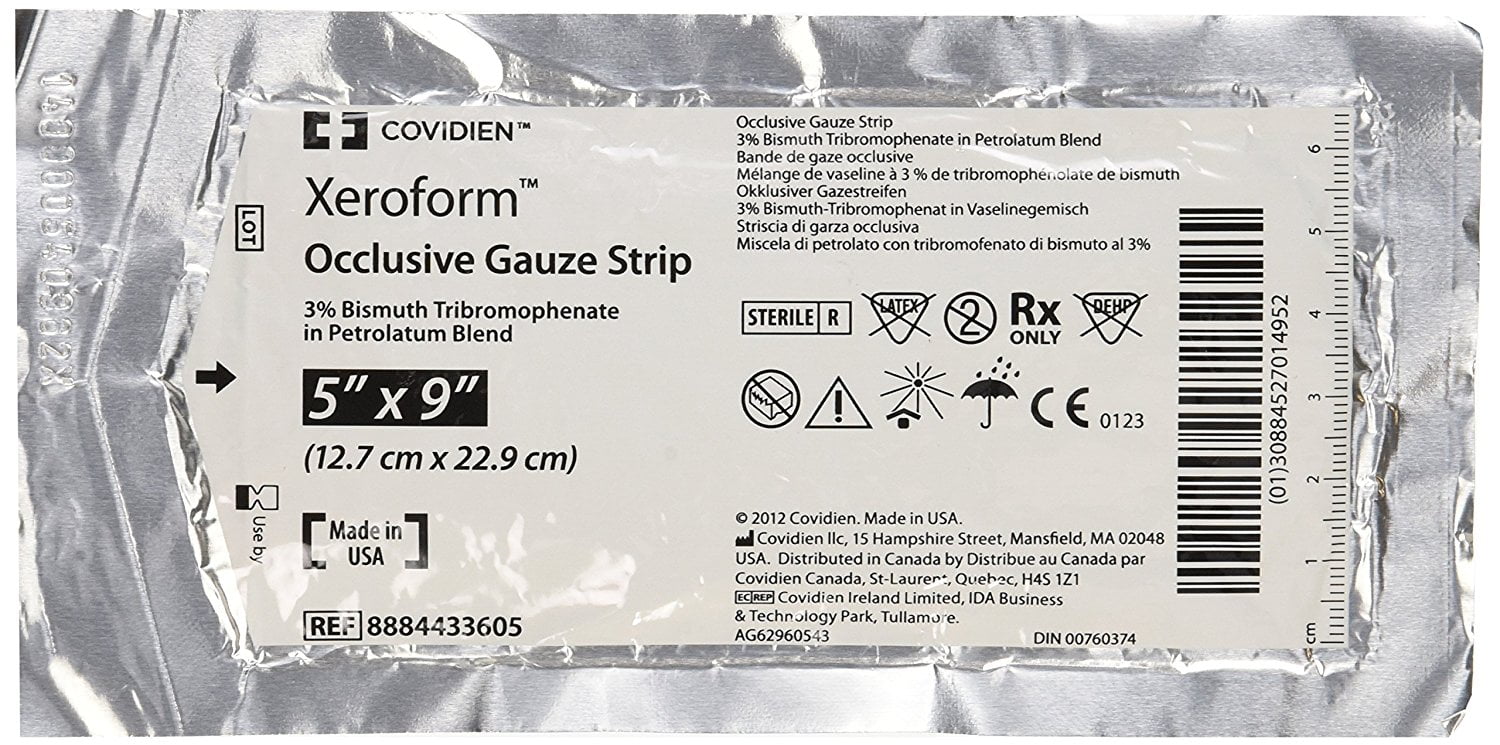 COVIDIEN™
Xeroform™
Occlusive Gauze Strip
3% Bismuth Tribromophenate
in Petrolatum Blend
5" x 9"
(12.7 cm x 22.9 cm)
Made in
USA
REF 8884433605
LOT
Use by
Occlusive Gauze Strip
3% Bismuth Tribromophenate in Petrolatum Blend
Bande de gaze occlusive
Mélange de vaseline à 3 % de tribromophénolate de bismuth
Okklusiver Gazestreifen
3% Bismuth-Tribromophenat in Vaselinegemisch
Striscia di garza occlusiva
Miscela di petrolato con tribromofenato di bismuto al 3%
STERILE R LATEX 2 Rx ONLY DEHP
CE 0123
© 2012 Covidien. Made in USA.
Covidien llc, 15 Hampshire Street, Mansfield, MA 02048
USA. Distributed in Canada by Distribue au Canada par
Covidien Canada, St-Laurent, Quebec, H4S 1Z1
EC REP Covidien Ireland Limited, IDA Business
& Technology Park, Tullamore.
AG62960543 DIN 00760374
(01)30884527014952
6
5
4
3
2
1
cm